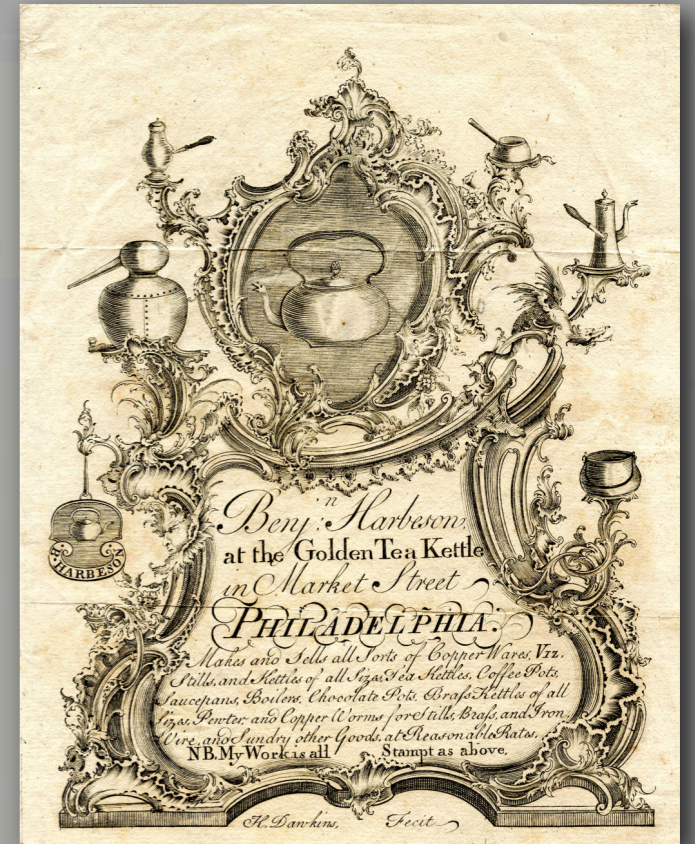 B. HARBESON
Benj:n Harbeson,
at the Golden Tea Kettle
in Market Street
PHILADELPHIA:
Makes and Sells all Sorts of Copper Wares, VIZ.
Stills, and Kettles of all Sizes, Tea Kettles, Coffee Pots,
Saucepans, Boilers, Chocolate Pots, Brass Kettles of all
Sizes, Pewter and Copper Worms for Stills, Brass, and Iron,
Wire, and Sundry other Goods, at Reasonable Rates.
NB. My Work is all Stampt as above.
H. Dawkins, Fecit